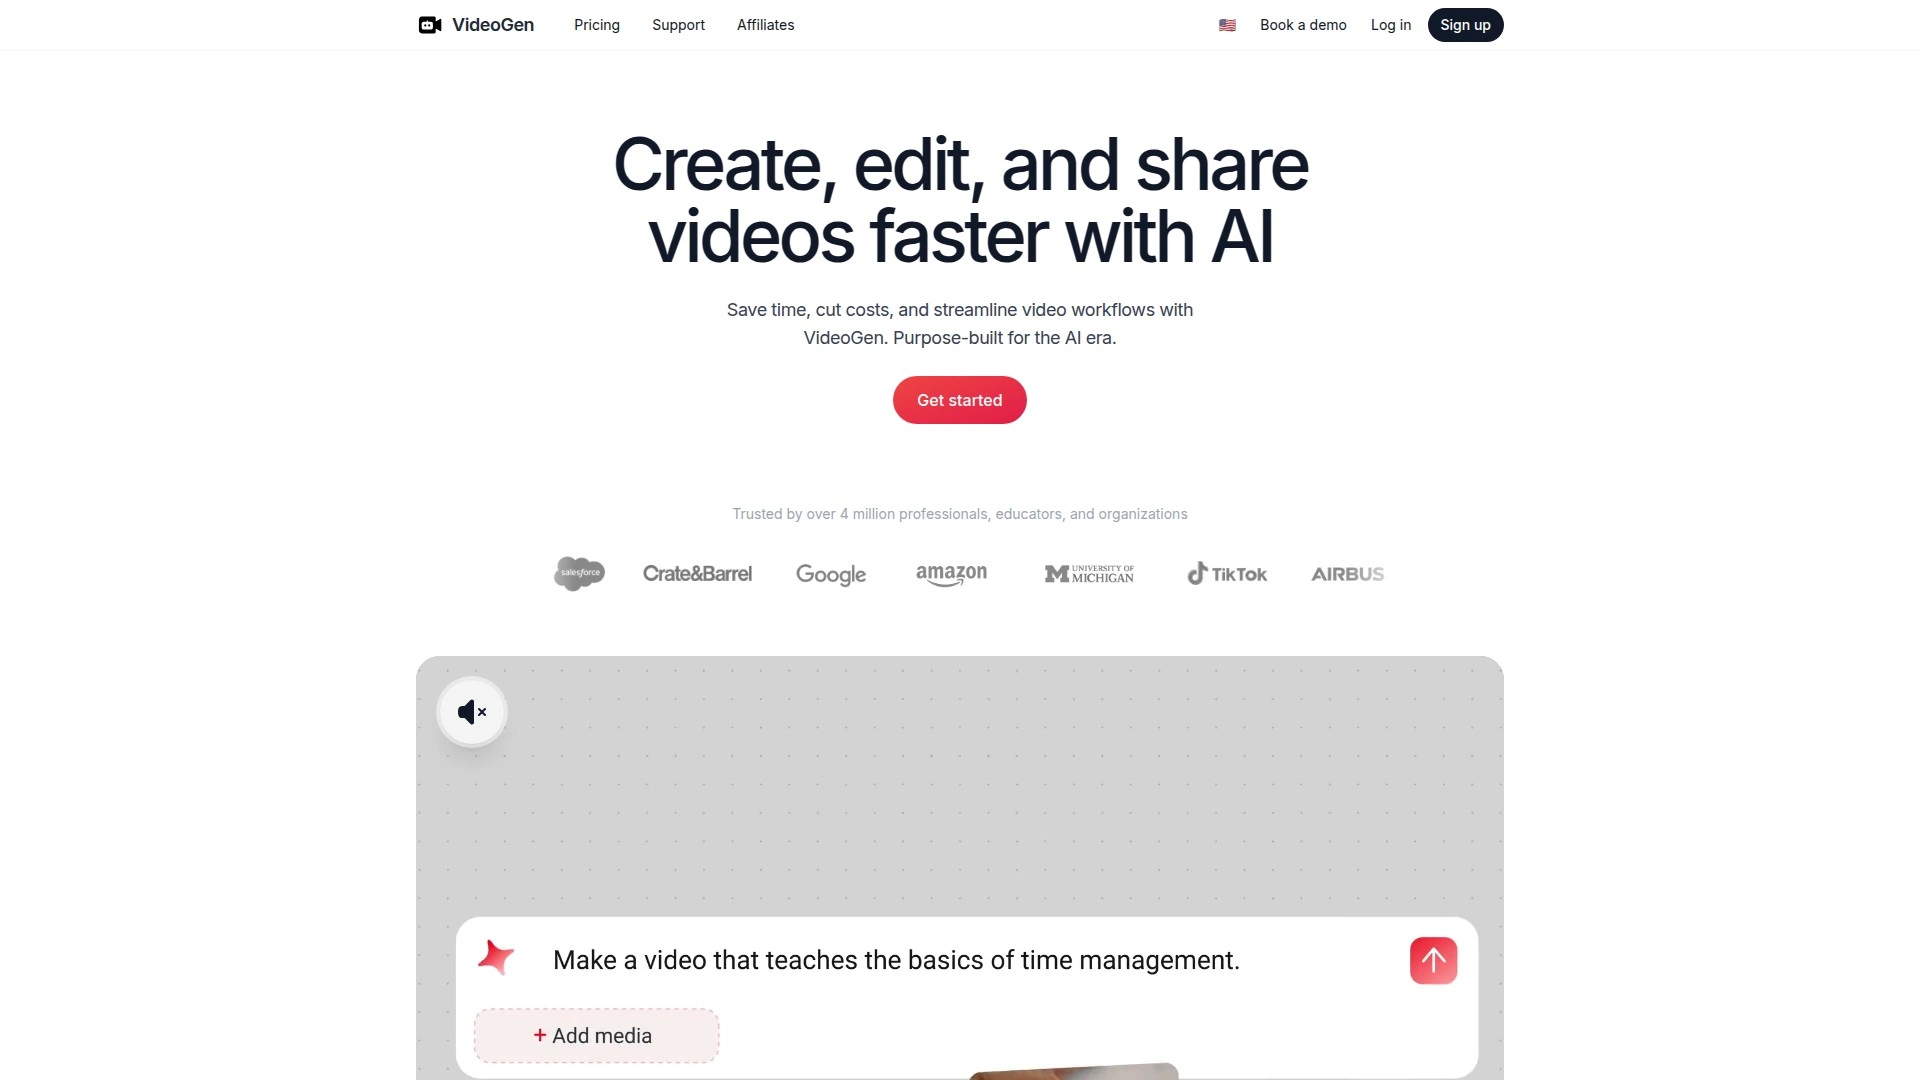 VideoGen
Pricing
Support
Affiliates
Book a demo
Log in
Sign up
Create, edit, and share
videos faster with AI
Save time, cut costs, and streamline video workflows with
VideoGen. Purpose-built for the AI era.
Get started
Trusted by over 4 million professionals, educators, and organizations
salesforce
Crate&Barrel
Google
amazon
M UNIVERSITY OF
MICHIGAN
TikTok
AIRBUS
Make a video that teaches the basics of time management.
+ Add media